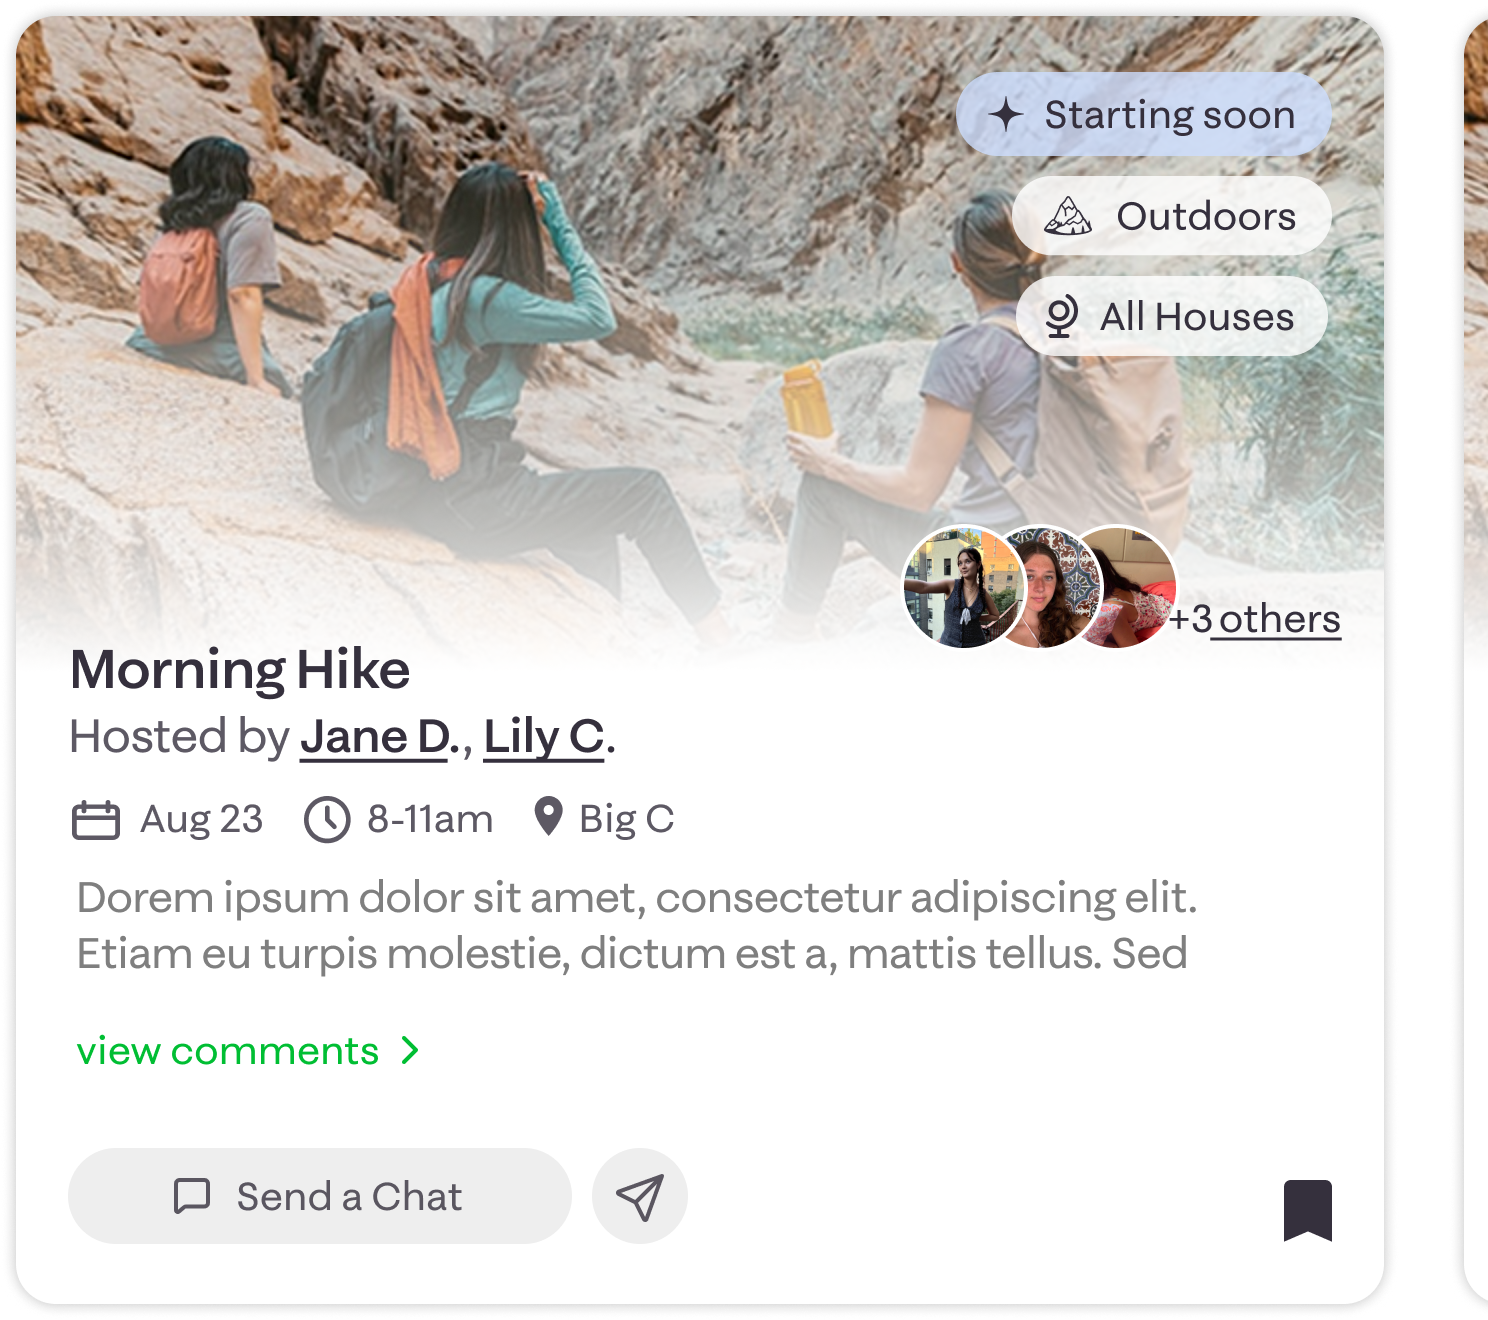 Starting soon
Outdoors
All Houses
+3 others
Morning Hike
Hosted by Jane D., Lily C.
Aug 23 8-11am Big C
Dorem ipsum dolor sit amet, consectetur adipiscing elit.
Etiam eu turpis molestie, dictum est a, mattis tellus. Sed
view comments
Send a Chat